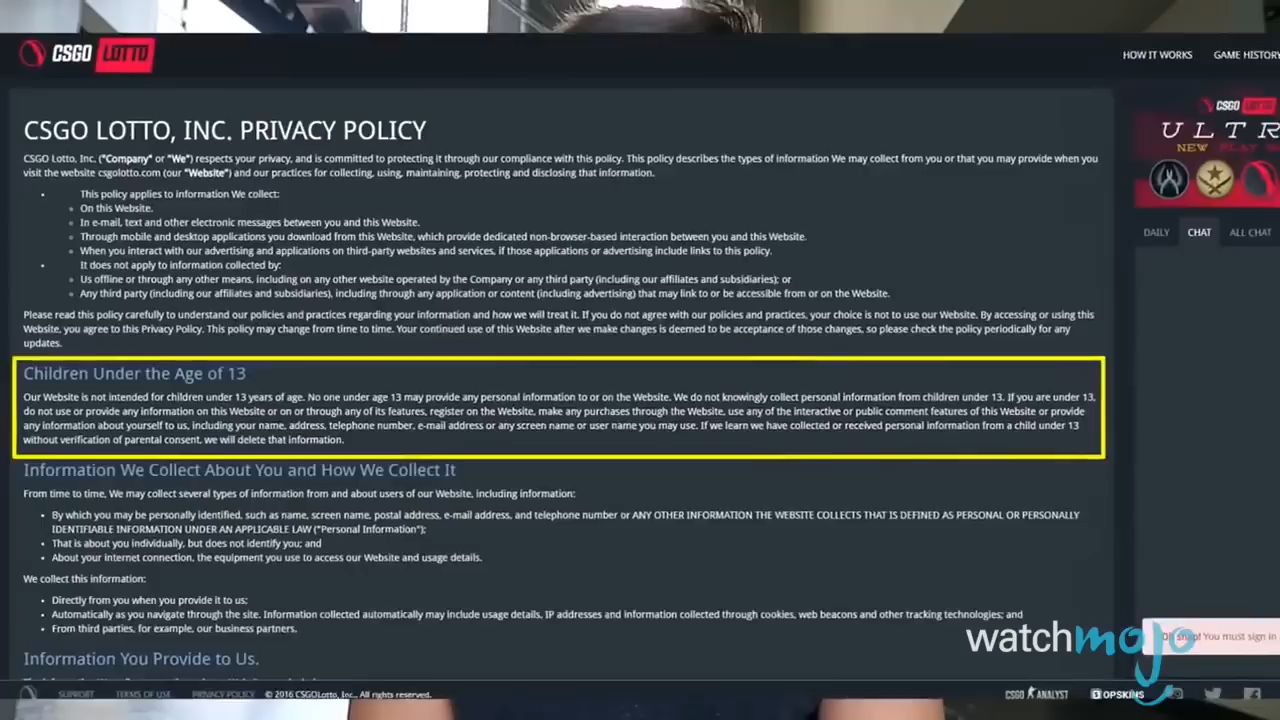 CSGO LOTTO
HOW IT WORKS GAME HISTORY
CSGO LOTTO
ULTR
NEW PLAY
DAILY CHAT ALL CHAT
CSGO LOTTO, INC. PRIVACY POLICY
CSGO Lotto, Inc. ("Company" or "We") respects your privacy, and is committed to protecting it through our compliance with this policy. This policy describes the types of information We may collect from you or that you may provide when you
visit the website csgolotto.com (our "Website") and our practices for collecting, using, maintaining, protecting and disclosing that information.
• This policy applies to information We collect:
On this Website.
In e-mail, text and other electronic messages between you and this Website.
Through mobile and desktop applications you download from this Website, which provide dedicated non-browser-based interaction between you and this Website.
When you interact with our advertising and applications on third-party websites and services, if those applications or advertising include links to this policy.
• It does not apply to information collected by:
Us offline or through any other means, including on any other website operated by the Company or any third party (including our affiliates and subsidiaries); or
Any third party (including our affiliates and subsidiaries), including through any application or content (including advertising) that may link to or be accessible from or on the Website.
Please read this policy carefully to understand our policies and practices regarding your information and how we will treat it. If you do not agree with our policies and practices, your choice is not to use our Website. By accessing or using this
Website, you agree to this Privacy Policy. This policy may change from time to time. Your continued use of this Website after we make changes is deemed to be acceptance of those changes, so please check the policy periodically for any
updates.
Children Under the Age of 13
Our Website is not intended for children under 13 years of age. No one under age 13 may provide any personal information to or on the Website. We do not knowingly collect personal information from children under 13. If you are under 13,
do not use or provide any information on this Website or on or through any of its features, register on the Website, make any purchases through the Website, use any of the interactive or public comment features of this Website or provide
any information about yourself to us, including your name, address, telephone number, e-mail address or any screen name or user name you may use. If we learn we have collected or received personal information from a child under 13
without verification of parental consent, we will delete that information.
Information We Collect About You and How We Collect It
From time to time, We may collect several types of information from and about users of our Website, including information:
• By which you may be personally identified, such as name, screen name, postal address, e-mail address, and telephone number or ANY OTHER INFORMATION THE WEBSITE COLLECTS THAT IS DEFINED AS PERSONAL OR PERSONALLY
IDENTIFIABLE INFORMATION UNDER AN APPLICABLE LAW ("Personal Information");
• That is about you individually, but does not identify you; and
• About your internet connection, the equipment you use to access our Website and usage details.
We collect this information:
• Directly from you when you provide it to us;
• Automatically as you navigate through the site. Information collected automatically may include usage details, IP addresses and information collected through cookies, web beacons and other tracking technologies; and
• From third parties, for example, our business partners.
Information You Provide to Us.
snap! You must sign in
watchmojo
SUPPORT TERMS OF USE PRIVACY POLICY © 2016 CSGOLotto, Inc., All rights reserved.
CSGO ANALYST OPSKINS